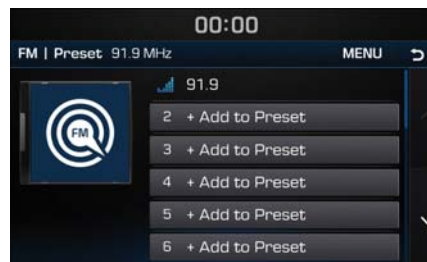 00:00
FM | Preset 91.9 MHz MENU
FM
91.9
2 + Add to Preset
3 + Add to Preset
4 + Add to Preset
5 + Add to Preset
6 + Add to Preset